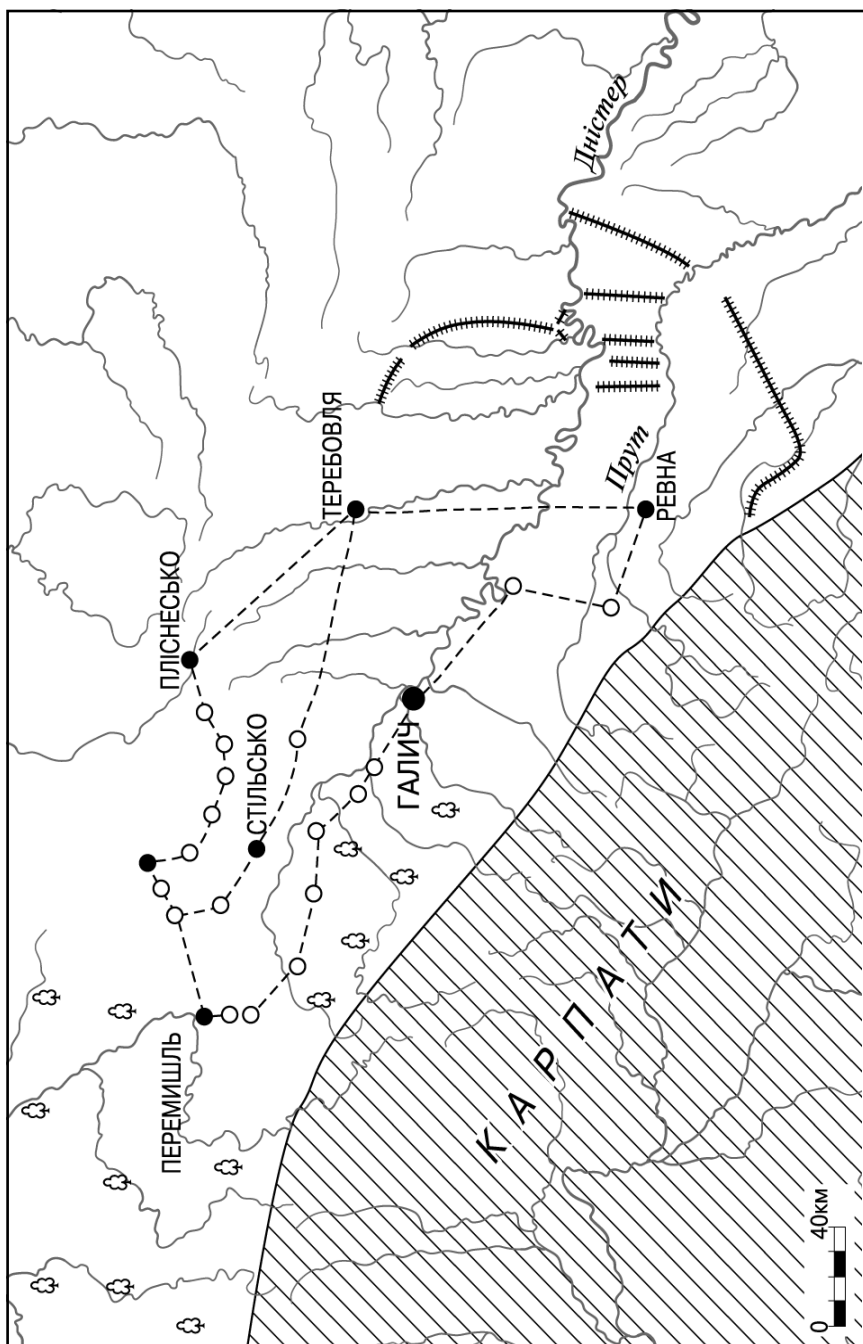 ПЕРЕМИШЛЬ
ПЛІСНЕСЬКО
СТІЛЬСЬКО
ТЕРЕБОВЛЯ
ГАЛИЧ
Дністер
Прут
РЕВНА
КАРПАТИ
0 40км